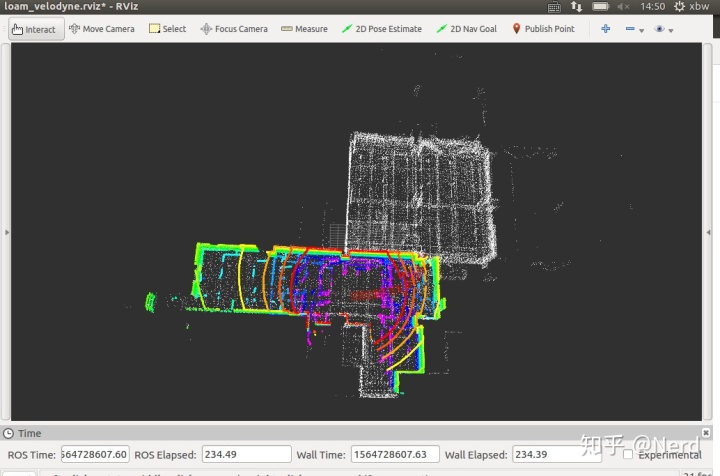 loam_velodyne.rviz* - RViz
14:50 xbw
Interact Move Camera Select Focus Camera Measure 2D Pose Estimate 2D Nav Goal Publish Point
Time
ROS Time: 564728607.60 ROS Elapsed: 234.49 Wall Time: 1564728607.63 Wall Elapsed: 234.39 Experimental
知乎 @Nerd